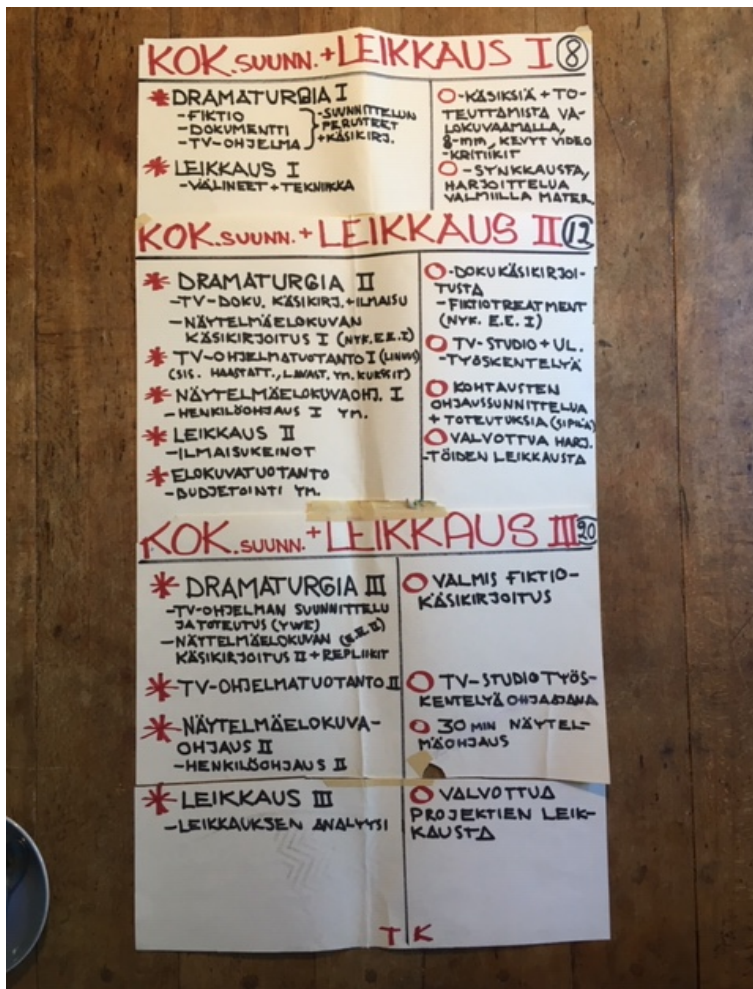 KOK.SUUNN.+LEIKKAUS I 8
* DRAMATURGIA I
-FIKTIO
-DOKUMENTTI
-TV-OHJELMA
-SUUNNITTELUN
PERUSTEET
+KÄSIKIRJ.
* LEIKKAUS I
-VÄLINEET+TEKNIIKKA
O-KÄSIKSIÄ+TO-
TEUTTAMISTA VA-
LOKUVAAMALLA,
8-mm, KEVYT VIDEO
-KRITIIKIT
O-SYNKKAUSTA,
HARJOITTELUA
VALMIILLA MATER.
KOK.SUUNN.+LEIKKAUS II 12
* DRAMATURGIA II
-TV-DOKU. KÄSIKIRJ.+ILMAISU
-NÄYTELMÄELOKUVAN
KÄSIKIRJOITUS I (NYK.E.E.I)
* TV-OHJELMATUOTANTO I (LINNUS)
(SIS. HAASTATT., LAVAST. YM. KURSSIT)
* NÄYTELMÄELOKUVAOHJ. I
-HENKILÖOHJAUS I YM.
* LEIKKAUS II
-ILMAISUKEINOT
* ELOKUVATUOTANTO
-BUDJETOINTI YM.
O-DOKUKÄSIKIRJOI-
TUSTA
-FIKTIOTREATMENT
(NYK. E.E. I)
O TV-STUDIO+UL.
-TYÖSKENTELYÄ
O KOHTAUSTEN
OHJAUSSUNNITTELUA
+ TOTEUTUKSIA (SIPILÄ)
O VALVOTTUA HARJ.
-TÖIDEN LEIKKAUSTA
KOK.SUUNN.+LEIKKAUS III 20
* DRAMATURGIA III
-TV-OHJELMAN SUUNNITTELU
JA TOTEUTUS (YWE)
-NÄYTTELMÄELOKUVAN (E.E.II)
KÄSIKIRJOITUS II+REPLIIKIT
* TV-OHJELMATUOTANTO II
* NÄYTELMÄELOKUVA-
OHJAUS II
-HENKILÖOHJAUS II
O VALMIS FIKTIO-
KÄSIKIRJOITUS
O TV-STUDIOTYÖS-
KENTELYÄ OHJAAJANA
O 30 MIN NÄYTEL-
MÄOHJAUS
* LEIKKAUS III
-LEIKKAUKSEN ANALYYSI
O VALVOTTUA
PROJEKTIEN LEIK-
KAUSTA
T K